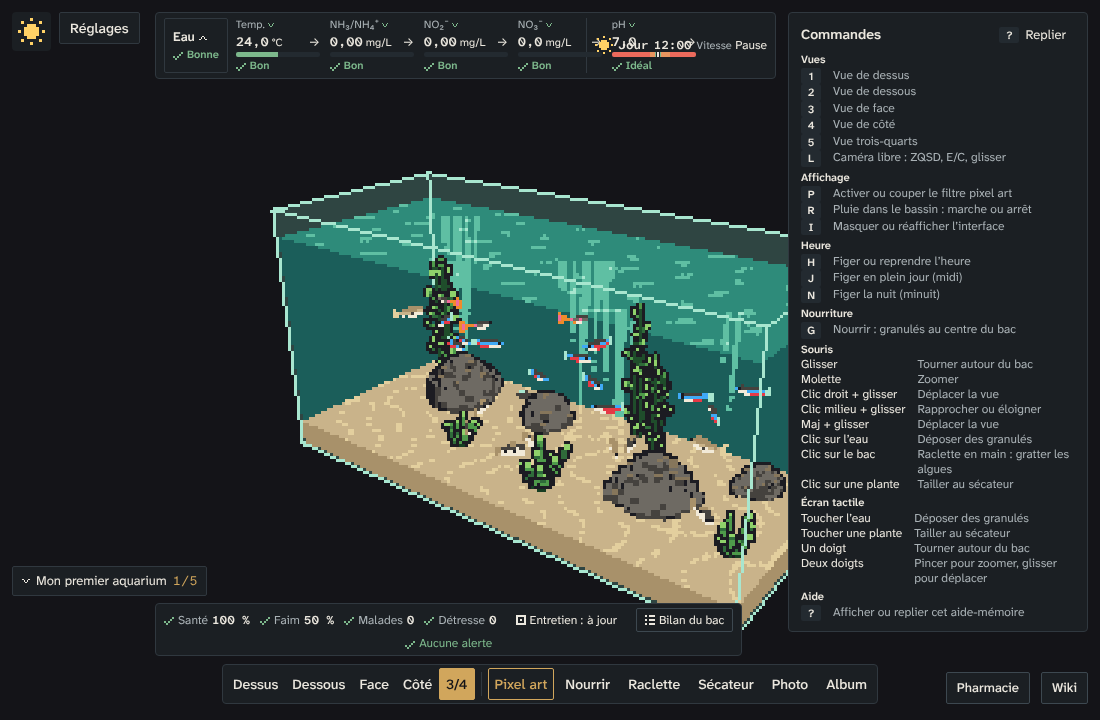 Réglages
Eau
Bonne
Temp.
24,0 °C
Bon
NH₃/NH₄⁺
0,00 mg/L
Bon
NO₂⁻
0,00 mg/L
Bon
NO₃⁻
0,0 mg/L
Bon
pH
7,0
Idéal
Jour 12:00 Vitesse Pause
Commandes
? Replier
Vues
1 Vue de dessus
2 Vue de dessous
3 Vue de face
4 Vue de côté
5 Vue trois-quarts
L Caméra libre : ZQSD, E/C, glisser
Affichage
P Activer ou couper le filtre pixel art
R Pluie dans le bassin : marche ou arrêt
I Masquer ou réafficher l'interface
Heure
H Figer ou reprendre l'heure
J Figer en plein jour (midi)
N Figer la nuit (minuit)
Nourriture
G Nourrir : granulés au centre du bac
Souris
Glisser Tourner autour du bac
Molette Zoomer
Clic droit + glisser Déplacer la vue
Clic milieu + glisser Rapprocher ou éloigner
Maj + glisser Déplacer la vue
Clic sur l'eau Déposer des granulés
Clic sur le bac Raclette en main : gratter les
algues
Clic sur une plante Tailler au sécateur
Écran tactile
Toucher l'eau Déposer des granulés
Toucher une plante Tailler au sécateur
Un doigt Tourner autour du bac
Deux doigts Pincer pour zoomer, glisser
pour déplacer
Aide
? Afficher ou replier cet aide-mémoire
Mon premier aquarium 1/5
Santé 100 % Faim 50 % Malades 0 Détresse 0 Entretien : à jour Bilan du bac
Aucune alerte
Dessus Dessous Face Côté 3/4 Pixel art Nourrir Raclette Sécateur Photo Album
Pharmacie Wiki